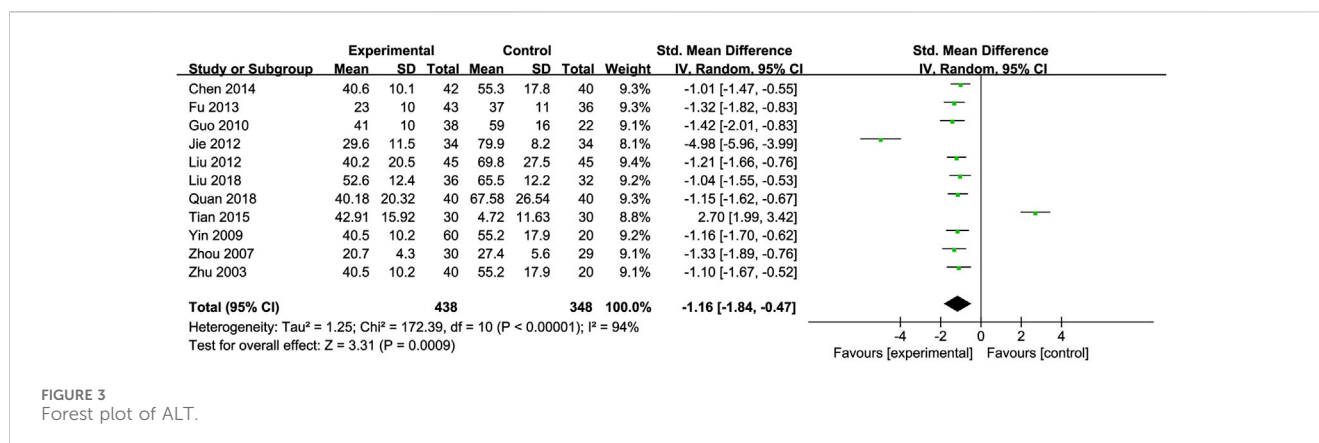 Experimental Control Std. Mean Difference Std. Mean Difference
Study or Subgroup Mean SD Total Mean SD Total Weight IV, Random, 95% CI IV, Random, 95% CI
Chen 2014 40.6 10.1 42 55.3 17.8 40 9.3% -1.01 [-1.47, -0.55]
Fu 2013 23 10 43 37 11 36 9.3% -1.32 [-1.82, -0.83]
Guo 2010 41 10 38 59 16 22 9.1% -1.42 [-2.01, -0.83]
Jie 2012 29.6 11.5 34 79.9 8.2 34 8.2% -4.98 [-5.96, -3.99]
Liu 2012 40.2 20.5 45 69.8 27.5 45 9.4% -1.21 [-1.66, -0.76]
Liu 2018 52.6 12.4 36 65.5 12.2 32 9.2% -1.04 [-1.55, -0.53]
Quan 2018 40.18 20.32 40 67.58 26.54 40 9.3% -1.15 [-1.62, -0.67]
Tian 2015 42.91 15.92 30 4.72 11.63 30 8.8% 2.70 [1.99, 3.42]
Yin 2009 40.5 10.2 60 55.2 17.9 20 9.2% -1.16 [-1.70, -0.62]
Zhou 2007 20.7 4.3 30 27.4 5.6 29 9.1% -1.33 [-1.89, -0.76]
Zhu 2003 40.5 10.2 40 55.2 17.9 20 9.1% -1.10 [-1.67, -0.52]
Total (95% CI) 438 348 100.0% -1.16 [-1.84, -0.47]
Heterogeneity: Tau² = 1.25; Chi² = 172.39, df = 10 (P < 0.00001); I² = 94%
Test for overall effect: Z = 3.31 (P = 0.0009)
-4 -2 0 2 4
Favours [experimental] Favours [control]
FIGURE 3
Forest plot of ALT.